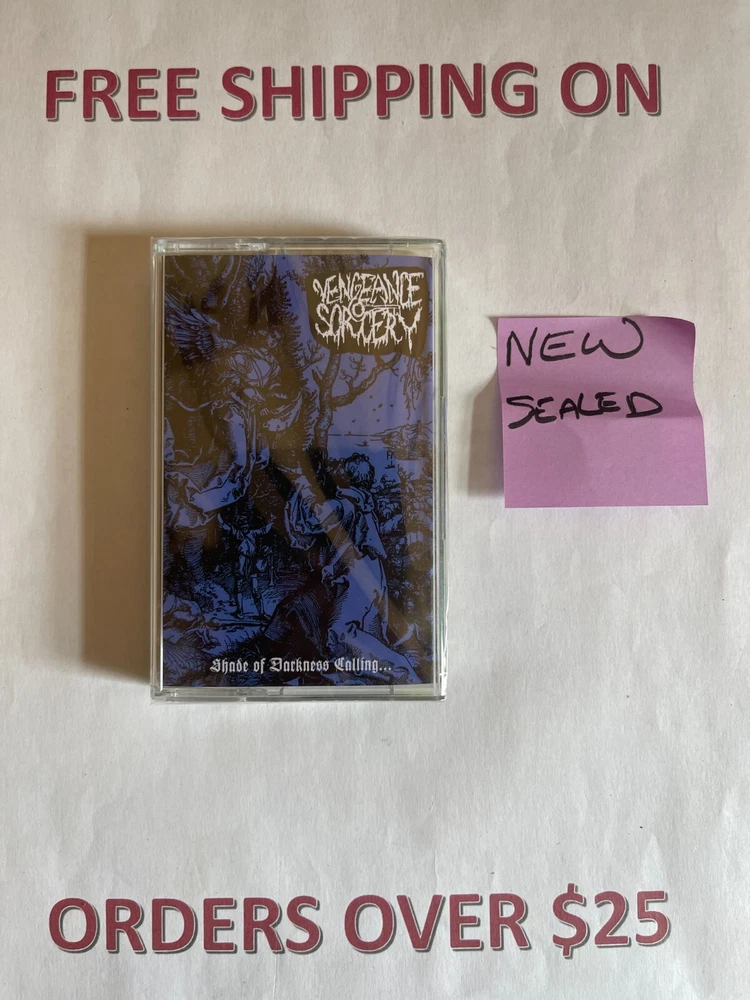 FREE SHIPPING ON
VENGEANCE
OF
SORCERY
NEW
SEALED
Shade of Darkness Calling...
ORDERS OVER $25